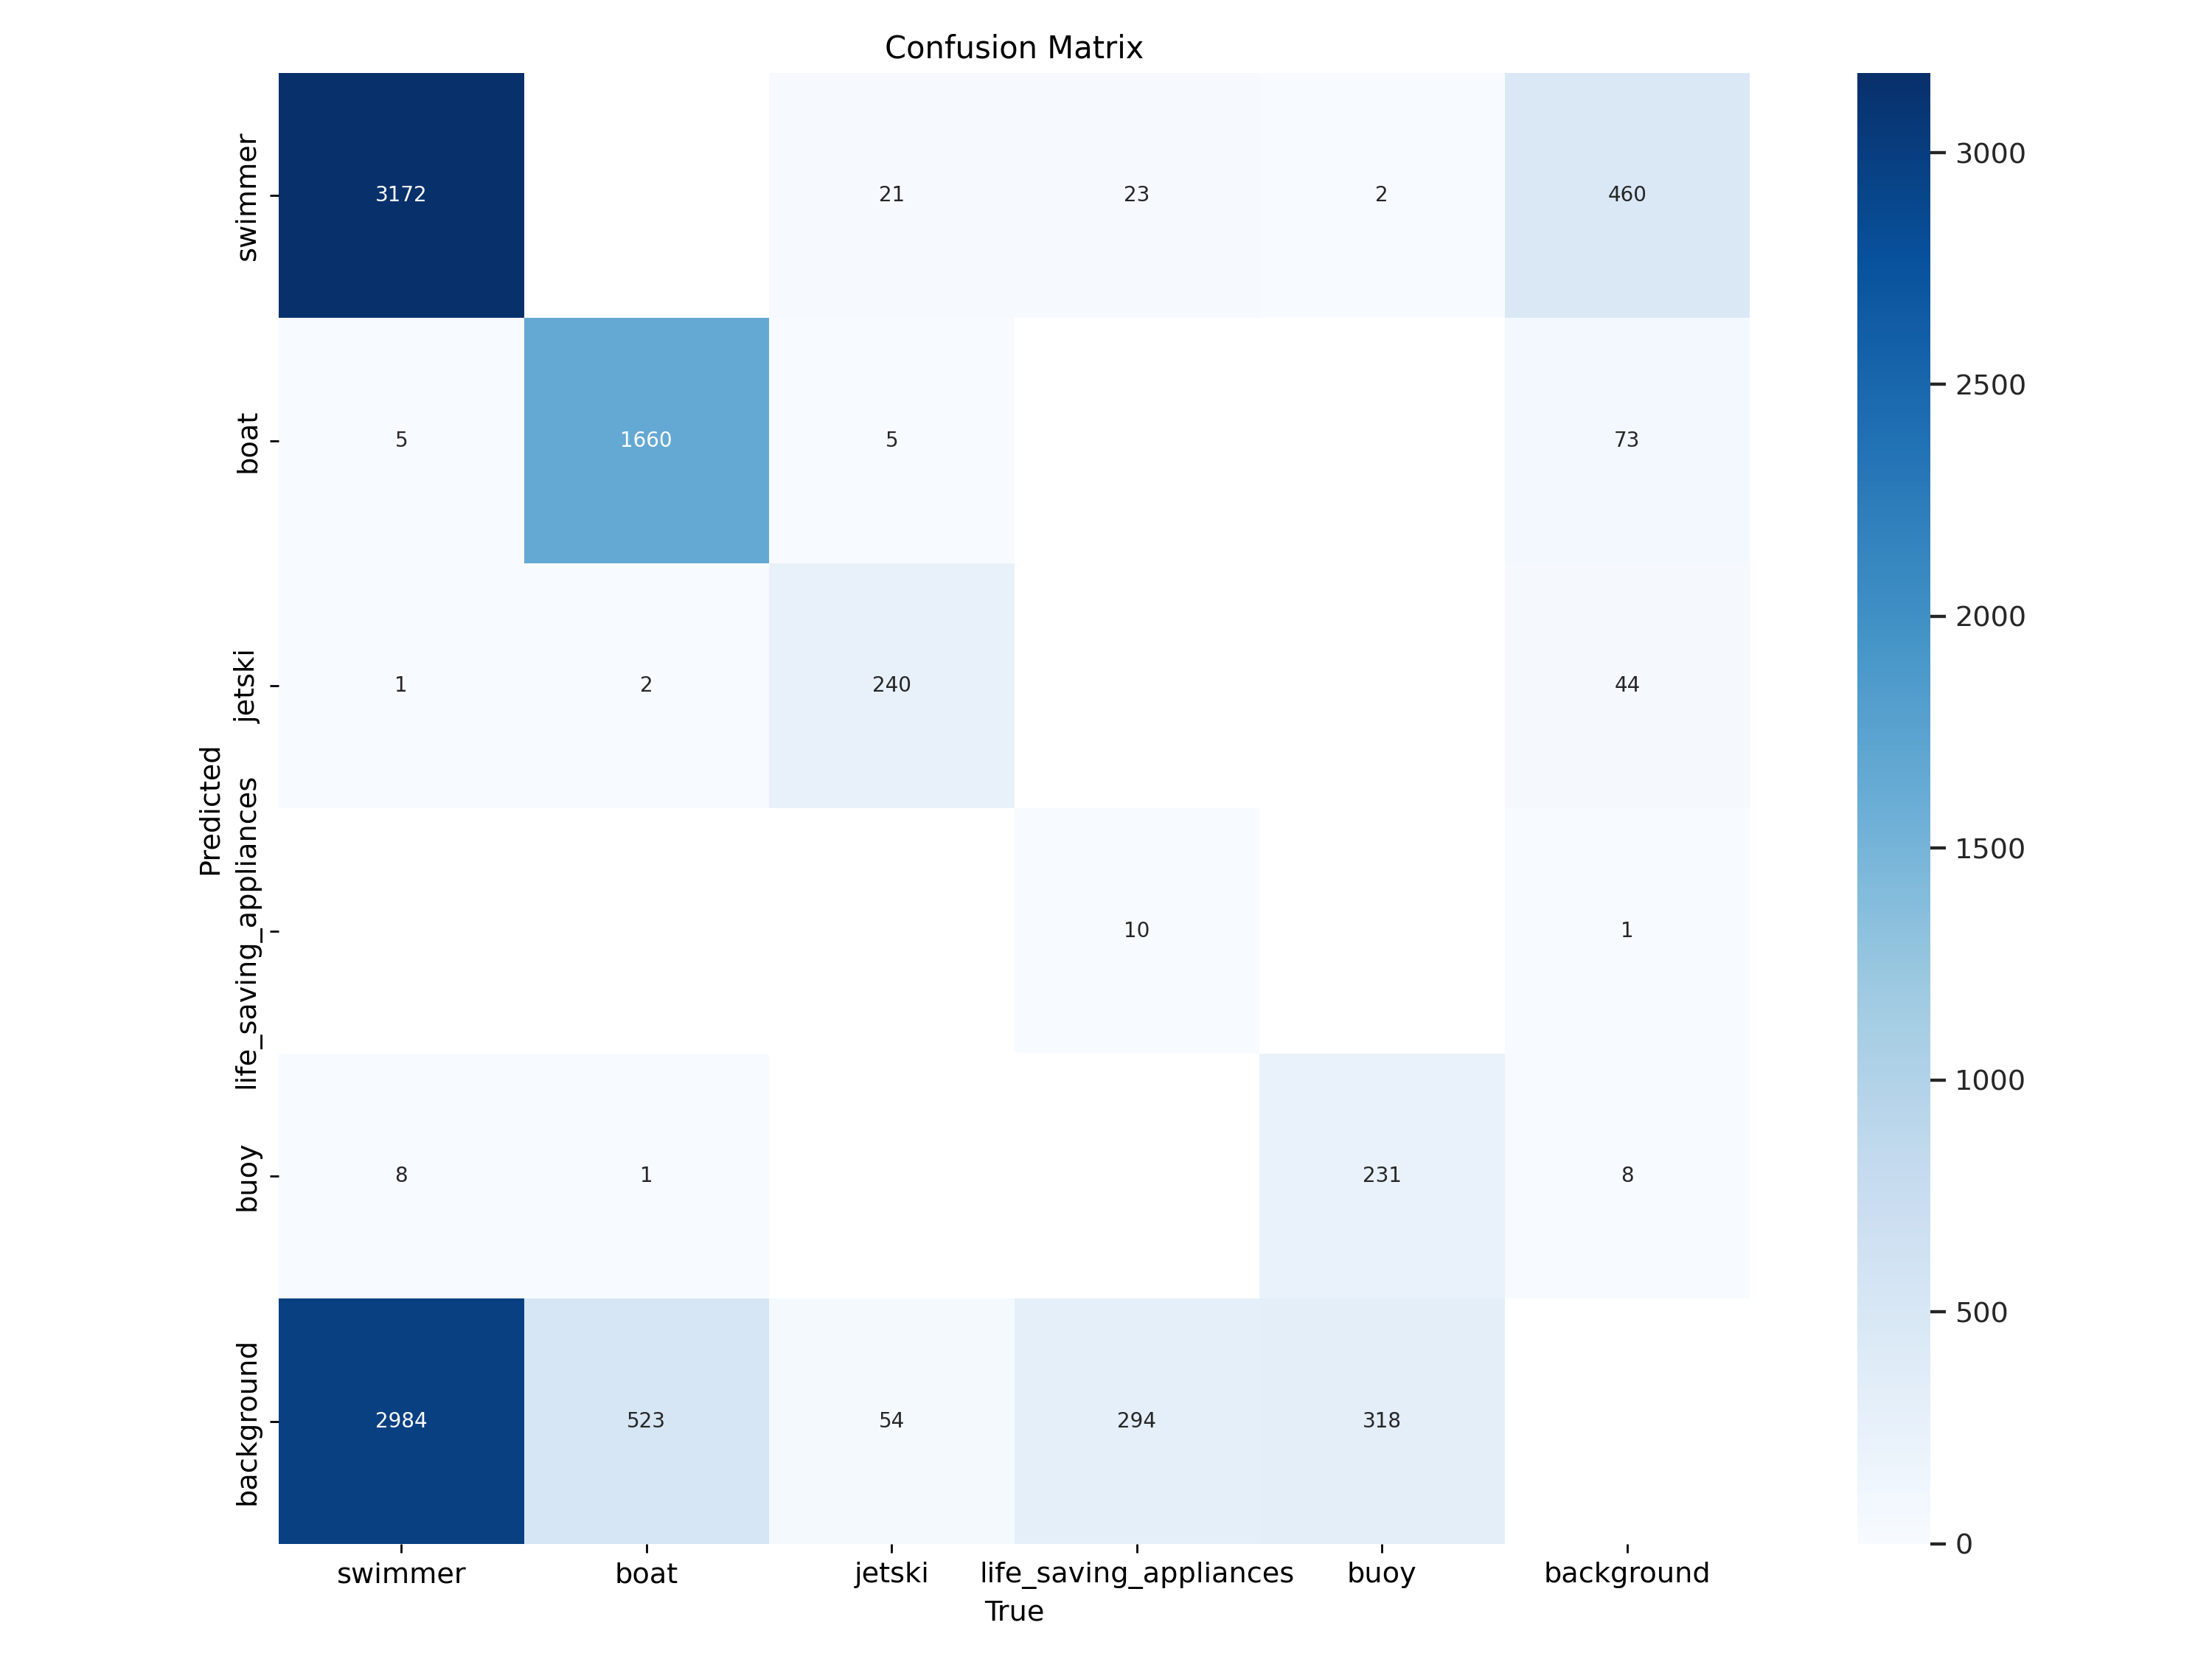 Confusion Matrix
swimmer
3172
21
23
2
460
boat
5
1660
5
73
jetski
1
2
240
44
life_saving_appliances
10
1
buoy
8
1
231
8
background
2984
523
54
294
318
Predicted
swimmer
boat
jetski
life_saving_appliances
buoy
background
True
3000
2500
2000
1500
1000
500
0